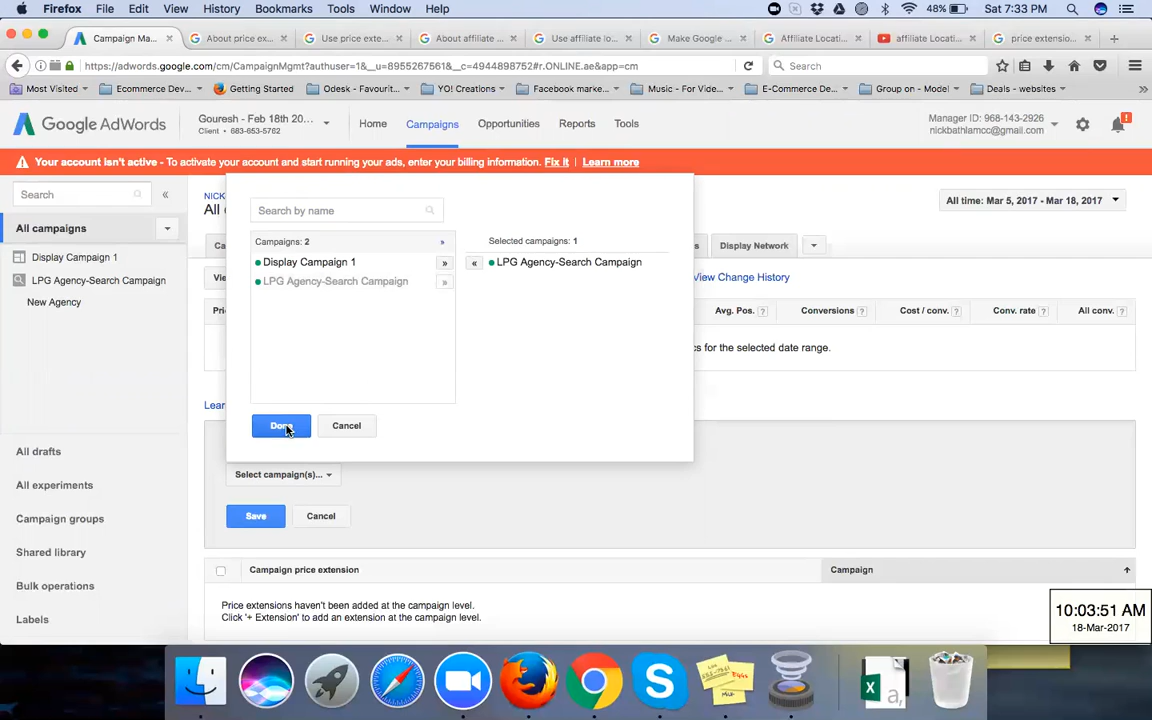 Firefox File Edit View History Bookmarks Tools Window Help 48% Sat 7:33 PM
Campaign Ma... × About price ex... × Use price exte... × About affiliate ... × Use affiliate lo... × Make Google ... × Affiliate Locati... × affiliate Locati... × price extensio... ×
https://adwords.google.com/cm/CampaignMgmt?authuser=1&__u=8955267561&__c=4944898752#r.ONLINE.ae&app=cm Search
Most Visited Ecommerce Dev... Getting Started Odesk - Favourit... YO! Creations Facebook marke... Music - For Vide... E-Commerce De... Group on - Model Deals - websites
Google AdWords
Gouresh - Feb 18th 20...
Client • 683-653-5762
Home Campaigns Opportunities Reports Tools
Manager ID: 968-143-2926
nickbathlamcc@gmail.com
Your account isn't active - To activate your account and start running your ads, enter your billing information. Fix it Learn more
Search «
All campaigns
Display Campaign 1
LPG Agency-Search Campaign
New Agency
All drafts
All experiments
Campaign groups
Shared library
Bulk operations
Labels
NICK
All
All time: Mar 5, 2017 - Mar 18, 2017
Display Network
View Change History
Avg. Pos. ? Conversions ? Cost / conv. ? Conv. rate ? All conv. ?
cs for the selected date range.
Lear
Search by name
Campaigns: 2 »
Display Campaign 1 »
LPG Agency-Search Campaign »
Selected campaigns: 1
« LPG Agency-Search Campaign
Done Cancel
Select campaign(s)...
Save Cancel
Campaign price extension Campaign
Price extensions haven't been added at the campaign level.
Click '+ Extension' to add an extension at the campaign level.
10:03:51 AM
18-Mar-2017